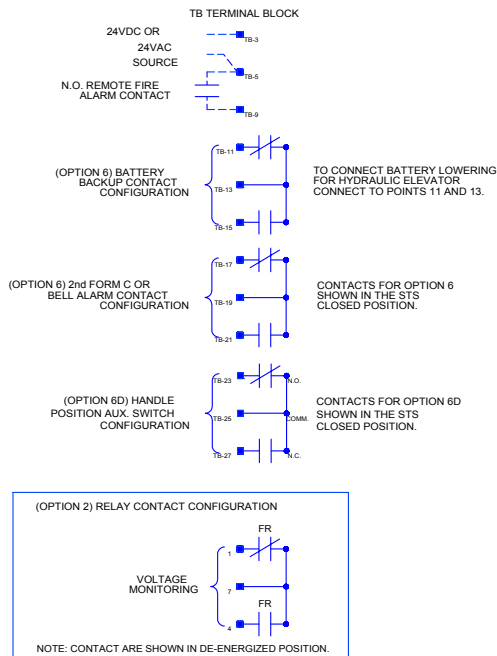 TB TERMINAL BLOCK
24VDC OR
TB-3
24VAC
SOURCE
TB-5
N.O. REMOTE FIRE
ALARM CONTACT
TB-9
TB-11
(OPTION 6) BATTERY
BACKUP CONTACT
CONFIGURATION
TB-13
TB-15
TO CONNECT BATTERY LOWERING
FOR HYDRAULIC ELEVATOR
CONNECT TO POINTS 11 AND 13.
TB-17
(OPTION 6) 2nd FORM C OR
BELL ALARM CONTACT
CONFIGURATION
TB-19
TB-21
CONTACTS FOR OPTION 6
SHOWN IN THE STS
CLOSED POSITION.
TB-23
N.O.
(OPTION 6D) HANDLE
POSITION AUX. SWITCH
CONFIGURATION
TB-25
COMM.
TB-27
N.C.
CONTACTS FOR OPTION 6D
SHOWN IN THE STS
CLOSED POSITION.
(OPTION 2) RELAY CONTACT CONFIGURATION
FR
1
VOLTAGE
MONITORING
7
FR
4
NOTE: CONTACT ARE SHOWN IN DE-ENERGIZED POSITION.